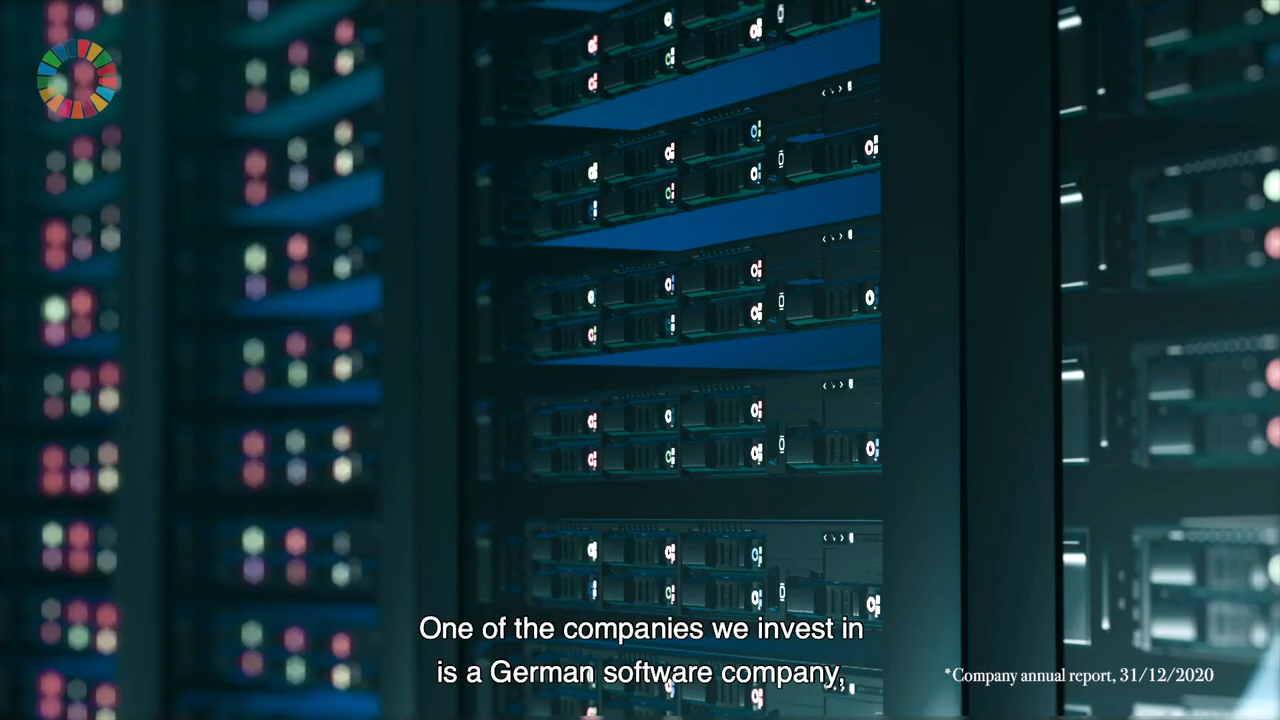 One of the companies we invest in
is a German software company,
*Company annual report, 31/12/2020